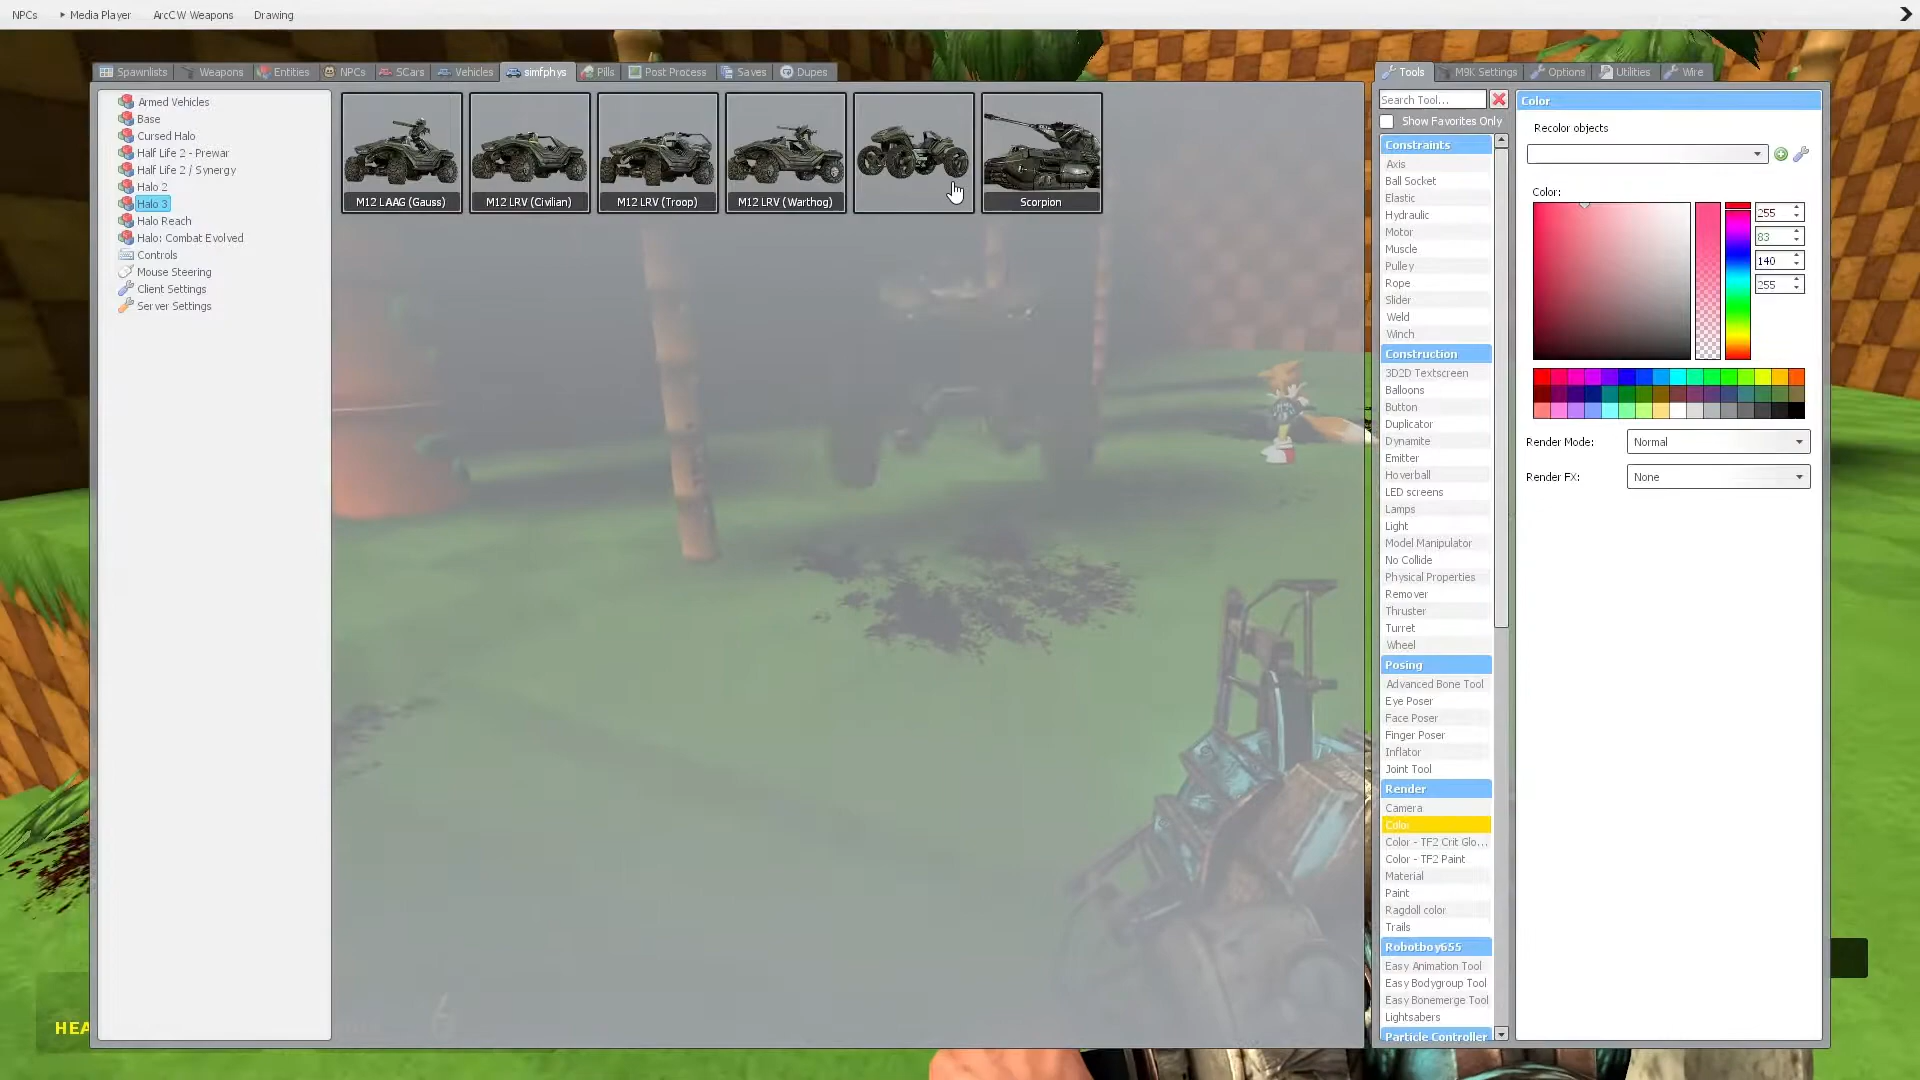 NPCs
Media Player
ArcCW Weapons
Drawing
Spawnlists
Weapons
Entities
NPCs
SCars
Vehicles
simfphys
Pills
Post Process
Saves
Dupes
Armed Vehicles
Base
Cursed Halo
Half Life 2 - Prewar
Half Life 2 / Synergy
Halo 2
Halo 3
Halo Reach
Halo: Combat Evolved
Controls
Mouse Steering
Client Settings
Server Settings
M12 LAAG (Gauss)
M12 LRV (Civilian)
M12 LRV (Troop)
M12 LRV (Warthog)
Scorpion
HEA
Tools
M9K Settings
Options
Utilities
Wire
Search Tool...
Show Favorites Only
Constraints
Axis
Ball Socket
Elastic
Hydraulic
Motor
Muscle
Pulley
Rope
Slider
Weld
Winch
Construction
3D2D Textscreen
Balloons
Button
Duplicator
Dynamite
Emitter
Hoverball
LED screens
Lamps
Light
Model Manipulator
No Collide
Physical Properties
Remover
Thruster
Turret
Wheel
Posing
Advanced Bone Tool
Eye Poser
Face Poser
Finger Poser
Inflator
Joint Tool
Render
Camera
Color
Color - TF2 Crit Glo...
Color - TF2 Paint
Material
Paint
Ragdoll color
Trails
Robotboy655
Easy Animation Tool
Easy Bodygroup Tool
Easy Bonemerge Tool
Lightsabers
Particle Controller
Color
Recolor objects
Color:
255
83
140
255
Render Mode:
Normal
Render FX:
None